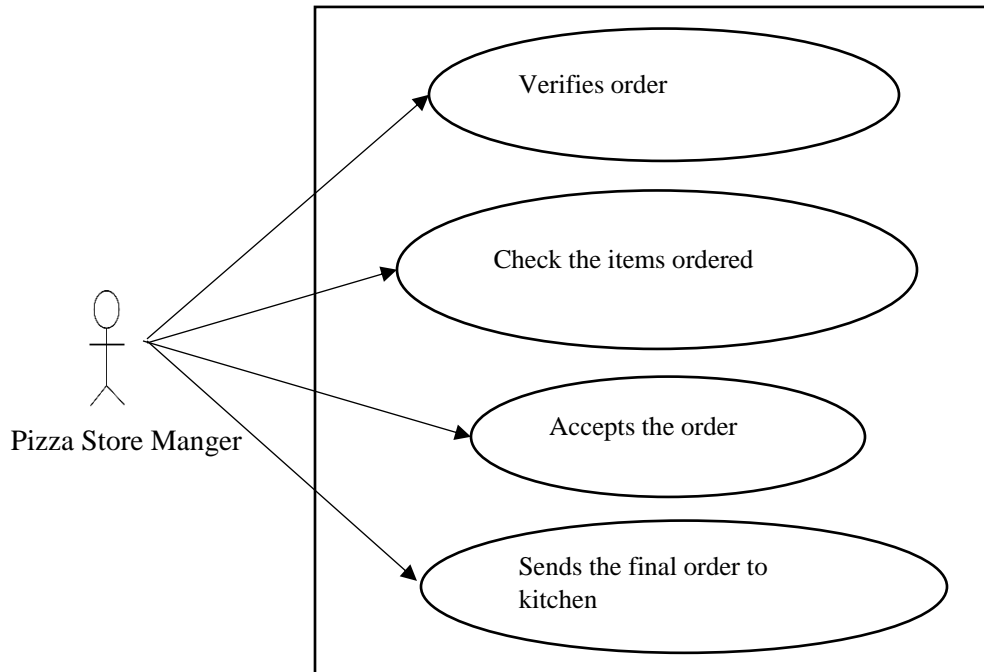 Verifies order
Check the items ordered
Accepts the order
Pizza Store Manger
Sends the final order to
kitchen